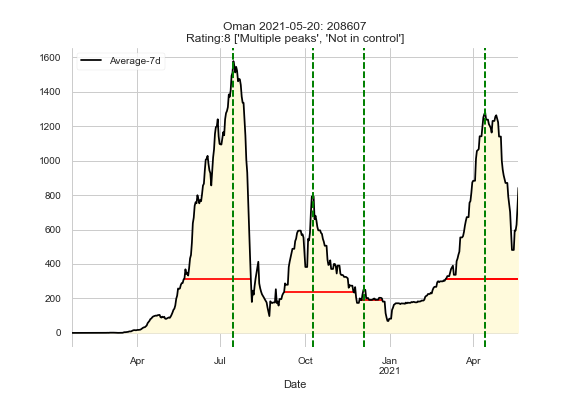 Oman 2021-05-20: 208607
Rating:8 ['Multiple peaks', 'Not in control']
Average-7d
1600
1400
1200
1000
800
600
400
200
0
Apr
Jul
Oct
Jan
2021
Apr
Date